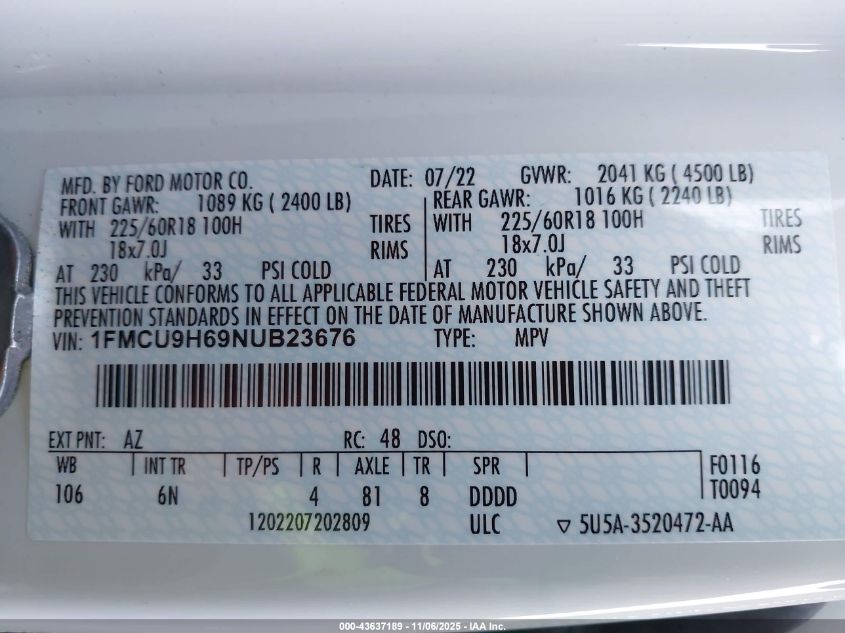 MFD. BY FORD MOTOR CO. DATE: 07/22 GVWR: 2041 KG ( 4500 LB)
FRONT GAWR: 1089 KG ( 2400 LB) REAR GAWR: 1016 KG ( 2240 LB)
WITH 225/60R18 100H TIRES WITH 225/60R18 100H TIRES
18x7.0J RIMS 18x7.0J RIMS
AT 230 kPa/ 33 PSI COLD AT 230 kPa/ 33 PSI COLD
THIS VEHICLE CONFORMS TO ALL APPLICABLE FEDERAL MOTOR VEHICLE SAFETY AND THEFT
PREVENTION STANDARDS IN EFFECT ON THE DATE OF MANUFACTURE SHOWN ABOVE.
VIN: 1FMCU9H69NUB23676 TYPE: MPV
EXT PNT: AZ RC: 48 DSO:
WB INT TR TP/PS R AXLE TR SPR F0116
106 6N 4 81 8 DDDD T0094
1202207202809 ULC ▽ 5U5A-3520472-AA
000-43637189 - 11/06/2025 - IAA Inc.